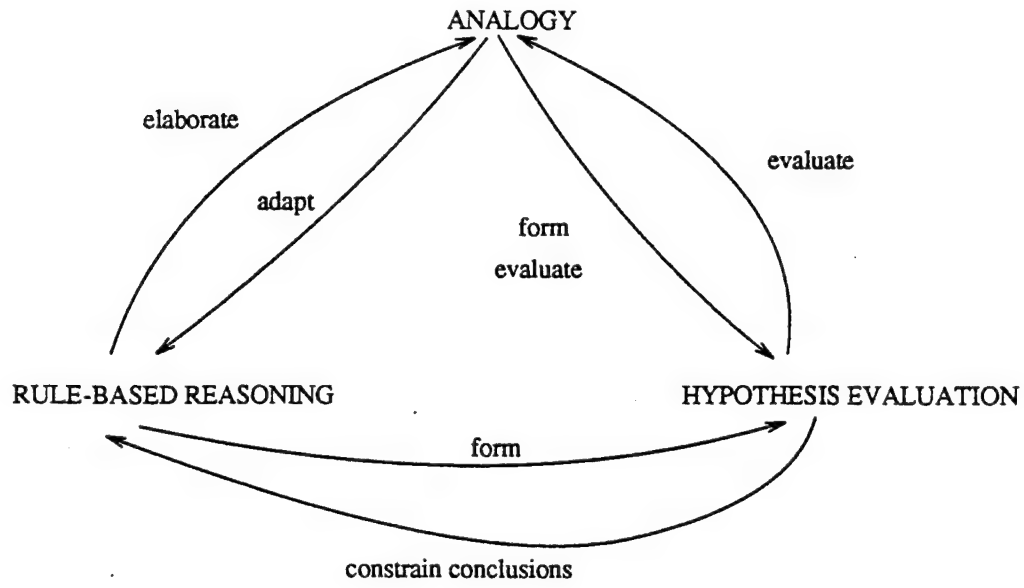 ANALOGY
elaborate
evaluate
adapt
form
evaluate
RULE-BASED REASONING
HYPOTHESIS EVALUATION
form
constrain conclusions